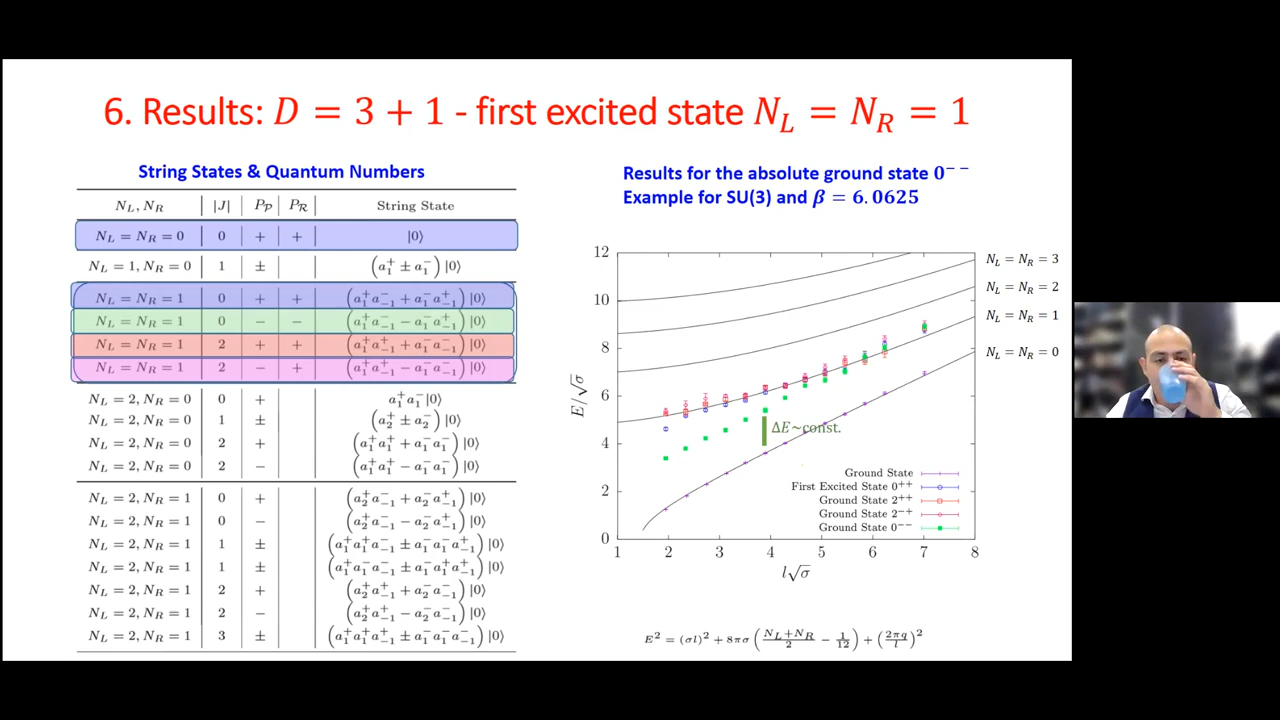 6. Results: D = 3 + 1 - first excited state N_L = N_R = 1
String States & Quantum Numbers
N_L, N_R |J| P_P P_R String State
N_L = N_R = 0 0 + + |0⟩
N_L = 1, N_R = 0 1 ± (a_1^+ ± a_1^-) |0⟩
N_L = N_R = 1 0 + + (a_1^+ a_{-1}^- + a_1^- a_{-1}^+) |0⟩
N_L = N_R = 1 0 − − (a_1^+ a_{-1}^- − a_1^- a_{-1}^+) |0⟩
N_L = N_R = 1 2 + + (a_1^+ a_{-1}^+ + a_1^- a_{-1}^-) |0⟩
N_L = N_R = 1 2 − + (a_1^+ a_{-1}^+ − a_1^- a_{-1}^-) |0⟩
N_L = 2, N_R = 0 0 + a_1^+ a_1^- |0⟩
N_L = 2, N_R = 0 1 ± (a_2^+ ± a_2^-) |0⟩
N_L = 2, N_R = 0 2 + (a_1^+ a_1^+ + a_1^- a_1^-) |0⟩
N_L = 2, N_R = 0 2 − (a_1^+ a_1^+ − a_1^- a_1^-) |0⟩
N_L = 2, N_R = 1 0 + (a_2^+ a_{-1}^- + a_2^- a_{-1}^+) |0⟩
N_L = 2, N_R = 1 0 − (a_2^+ a_{-1}^- − a_2^- a_{-1}^+) |0⟩
N_L = 2, N_R = 1 1 ± (a_1^+ a_1^+ a_{-1}^- ± a_1^- a_1^- a_{-1}^+) |0⟩
N_L = 2, N_R = 1 1 ± (a_1^+ a_1^- a_{-1}^- ± a_1^- a_1^+ a_{-1}^+) |0⟩
N_L = 2, N_R = 1 2 + (a_2^+ a_{-1}^+ + a_2^- a_{-1}^-) |0⟩
N_L = 2, N_R = 1 2 − (a_2^+ a_{-1}^+ − a_2^- a_{-1}^-) |0⟩
N_L = 2, N_R = 1 3 ± (a_1^+ a_1^+ a_{-1}^+ ± a_1^- a_1^- a_{-1}^-) |0⟩
Results for the absolute ground state 0^{--}
Example for SU(3) and β = 6.0625
12
10
8
6
4
2
0
E/√σ
N_L = N_R = 3
N_L = N_R = 2
N_L = N_R = 1
N_L = N_R = 0
ΔE~const.
Ground State
First Excited State 0^{++}
Ground State 2^{++}
Ground State 2^{-+}
Ground State 0^{--}
1 2 3 4 5 6 7 8
l√σ
E^2 = (σl)^2 + 8πσ ((N_L+N_R)/2 − 1/12) + (2πq/l)^2